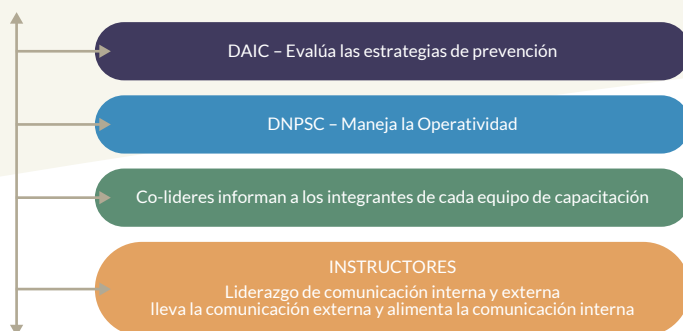 DAIC – Evalúa las estrategias de prevención
DNPSC – Maneja la Operatividad
Co-lideres informan a los integrantes de cada equipo de capacitación
INSTRUCTORES
Liderazgo de comunicación interna y externa
lleva la comunicación externa y alimenta la comunicación interna